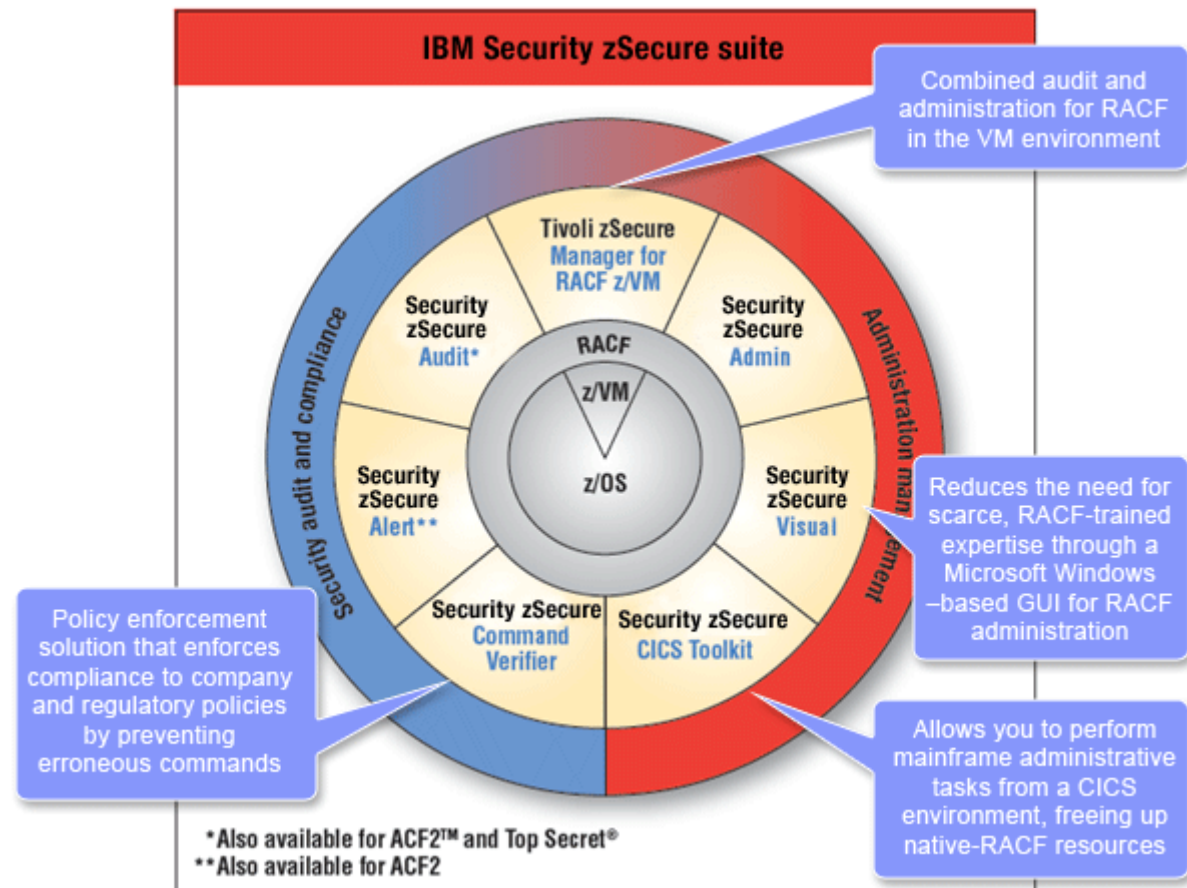 IBM Security zSecure suite
Combined audit and
administration for RACF
in the VM environment
Tivoli zSecure
Manager for
RACF z/VM
Security
zSecure
Audit*
Security
zSecure
Admin
RACF
z/VM
z/OS
Security audit and compliance
Administration management
Security
zSecure
Alert**
Security
zSecure
Visual
Reduces the need for
scarce, RACF-trained
expertise through a
Microsoft Windows
–based GUI for RACF
administration
Security zSecure
Command
Verifier
Security zSecure
CICS Toolkit
Policy enforcement
solution that enforces
compliance to company
and regulatory policies
by preventing
erroneous commands
Allows you to perform
mainframe administrative
tasks from a CICS
environment, freeing up
native-RACF resources
*Also available for ACF2™ and Top Secret®
**Also available for ACF2